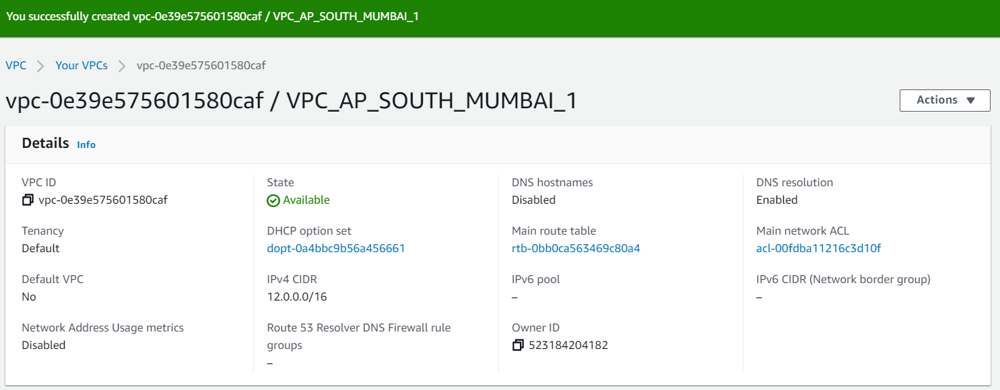 You successfully created vpc-0e39e575601580caf / VPC_AP_SOUTH_MUMBAI_1
VPC
Your VPCs
vpc-0e39e575601580caf
vpc-0e39e575601580caf / VPC_AP_SOUTH_MUMBAI_1
Actions
Details Info
VPC ID
vpc-0e39e575601580caf
State
Available
DNS hostnames
Disabled
DNS resolution
Enabled
Tenancy
Default
DHCP option set
dopt-0a4bbc9b56a456661
Main route table
rtb-0bb0ca563469c80a4
Main network ACL
acl-00fdba11216c3d10f
Default VPC
No
IPv4 CIDR
12.0.0.0/16
IPv6 pool
–
IPv6 CIDR (Network border group)
–
Network Address Usage metrics
Disabled
Route 53 Resolver DNS Firewall rule
groups
–
Owner ID
523184204182